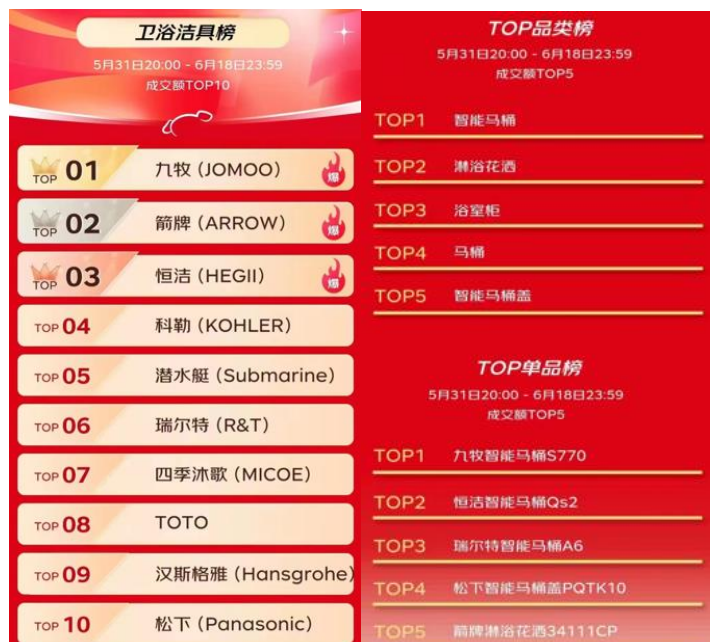 卫浴洁具榜
5月31日20:00 - 6月18日23:59
成交额TOP10
TOP 01 九牧 (JOMOO) 爆
TOP 02 箭牌 (ARROW) 爆
TOP 03 恒洁 (HEGII) 爆
TOP 04 科勒 (KOHLER)
TOP 05 潜水艇 (Submarine)
TOP 06 瑞尔特 (R&T)
TOP 07 四季沐歌 (MICOE)
TOP 08 TOTO
TOP 09 汉斯格雅 (Hansgrohe)
TOP 10 松下 (Panasonic)
TOP品类榜
5月31日20:00 - 6月18日23:59
成交额TOP5
TOP1 智能马桶
TOP2 淋浴花洒
TOP3 浴室柜
TOP4 马桶
TOP5 智能马桶盖
TOP单品榜
5月31日20:00 - 6月18日23:59
成交额TOP5
TOP1 九牧智能马桶S770
TOP2 恒洁智能马桶Qs2
TOP3 瑞尔特智能马桶A6
TOP4 松下智能马桶盖PQTK10
TOP5 箭牌淋浴花洒34111CP